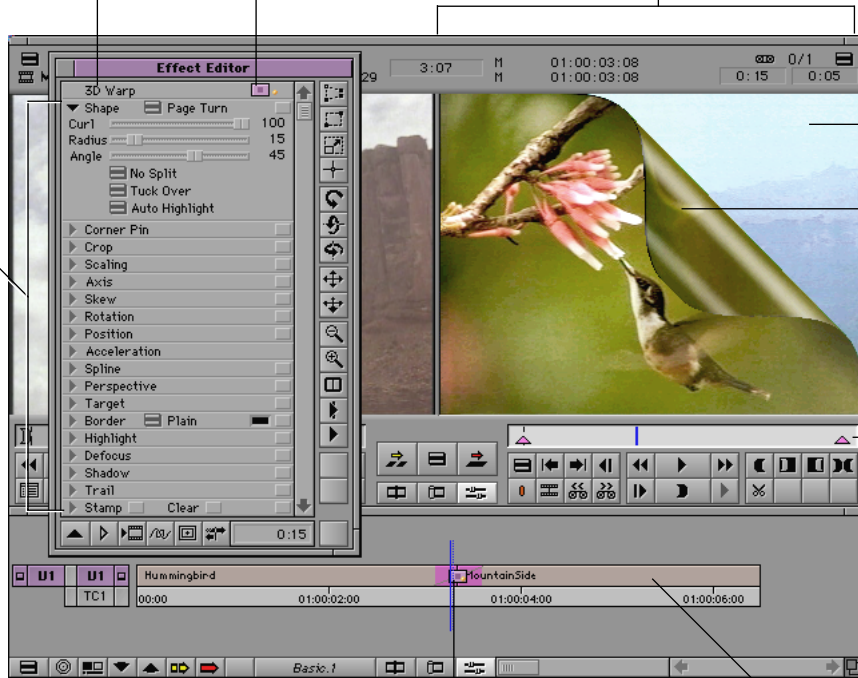 Effect Editor
M
29
3:07
M 01:00:03:08
M 01:00:03:08
0/1
0:15
0:05
3D Warp
Shape Page Turn
Curl 100
Radius 15
Angle 45
No Split
Tuck Over
Auto Highlight
Corner Pin
Crop
Scaling
Axis
Skew
Rotation
Position
Acceleration
Spline
Perspective
Target
Border Plain
Highlight
Defocus
Shadow
Trail
Stamp Clear
0:15
V1 V1 Hummingbird MountainSide
TC1 00:00 01:00:02:00 01:00:04:00 01:00:06:00
Basic.1